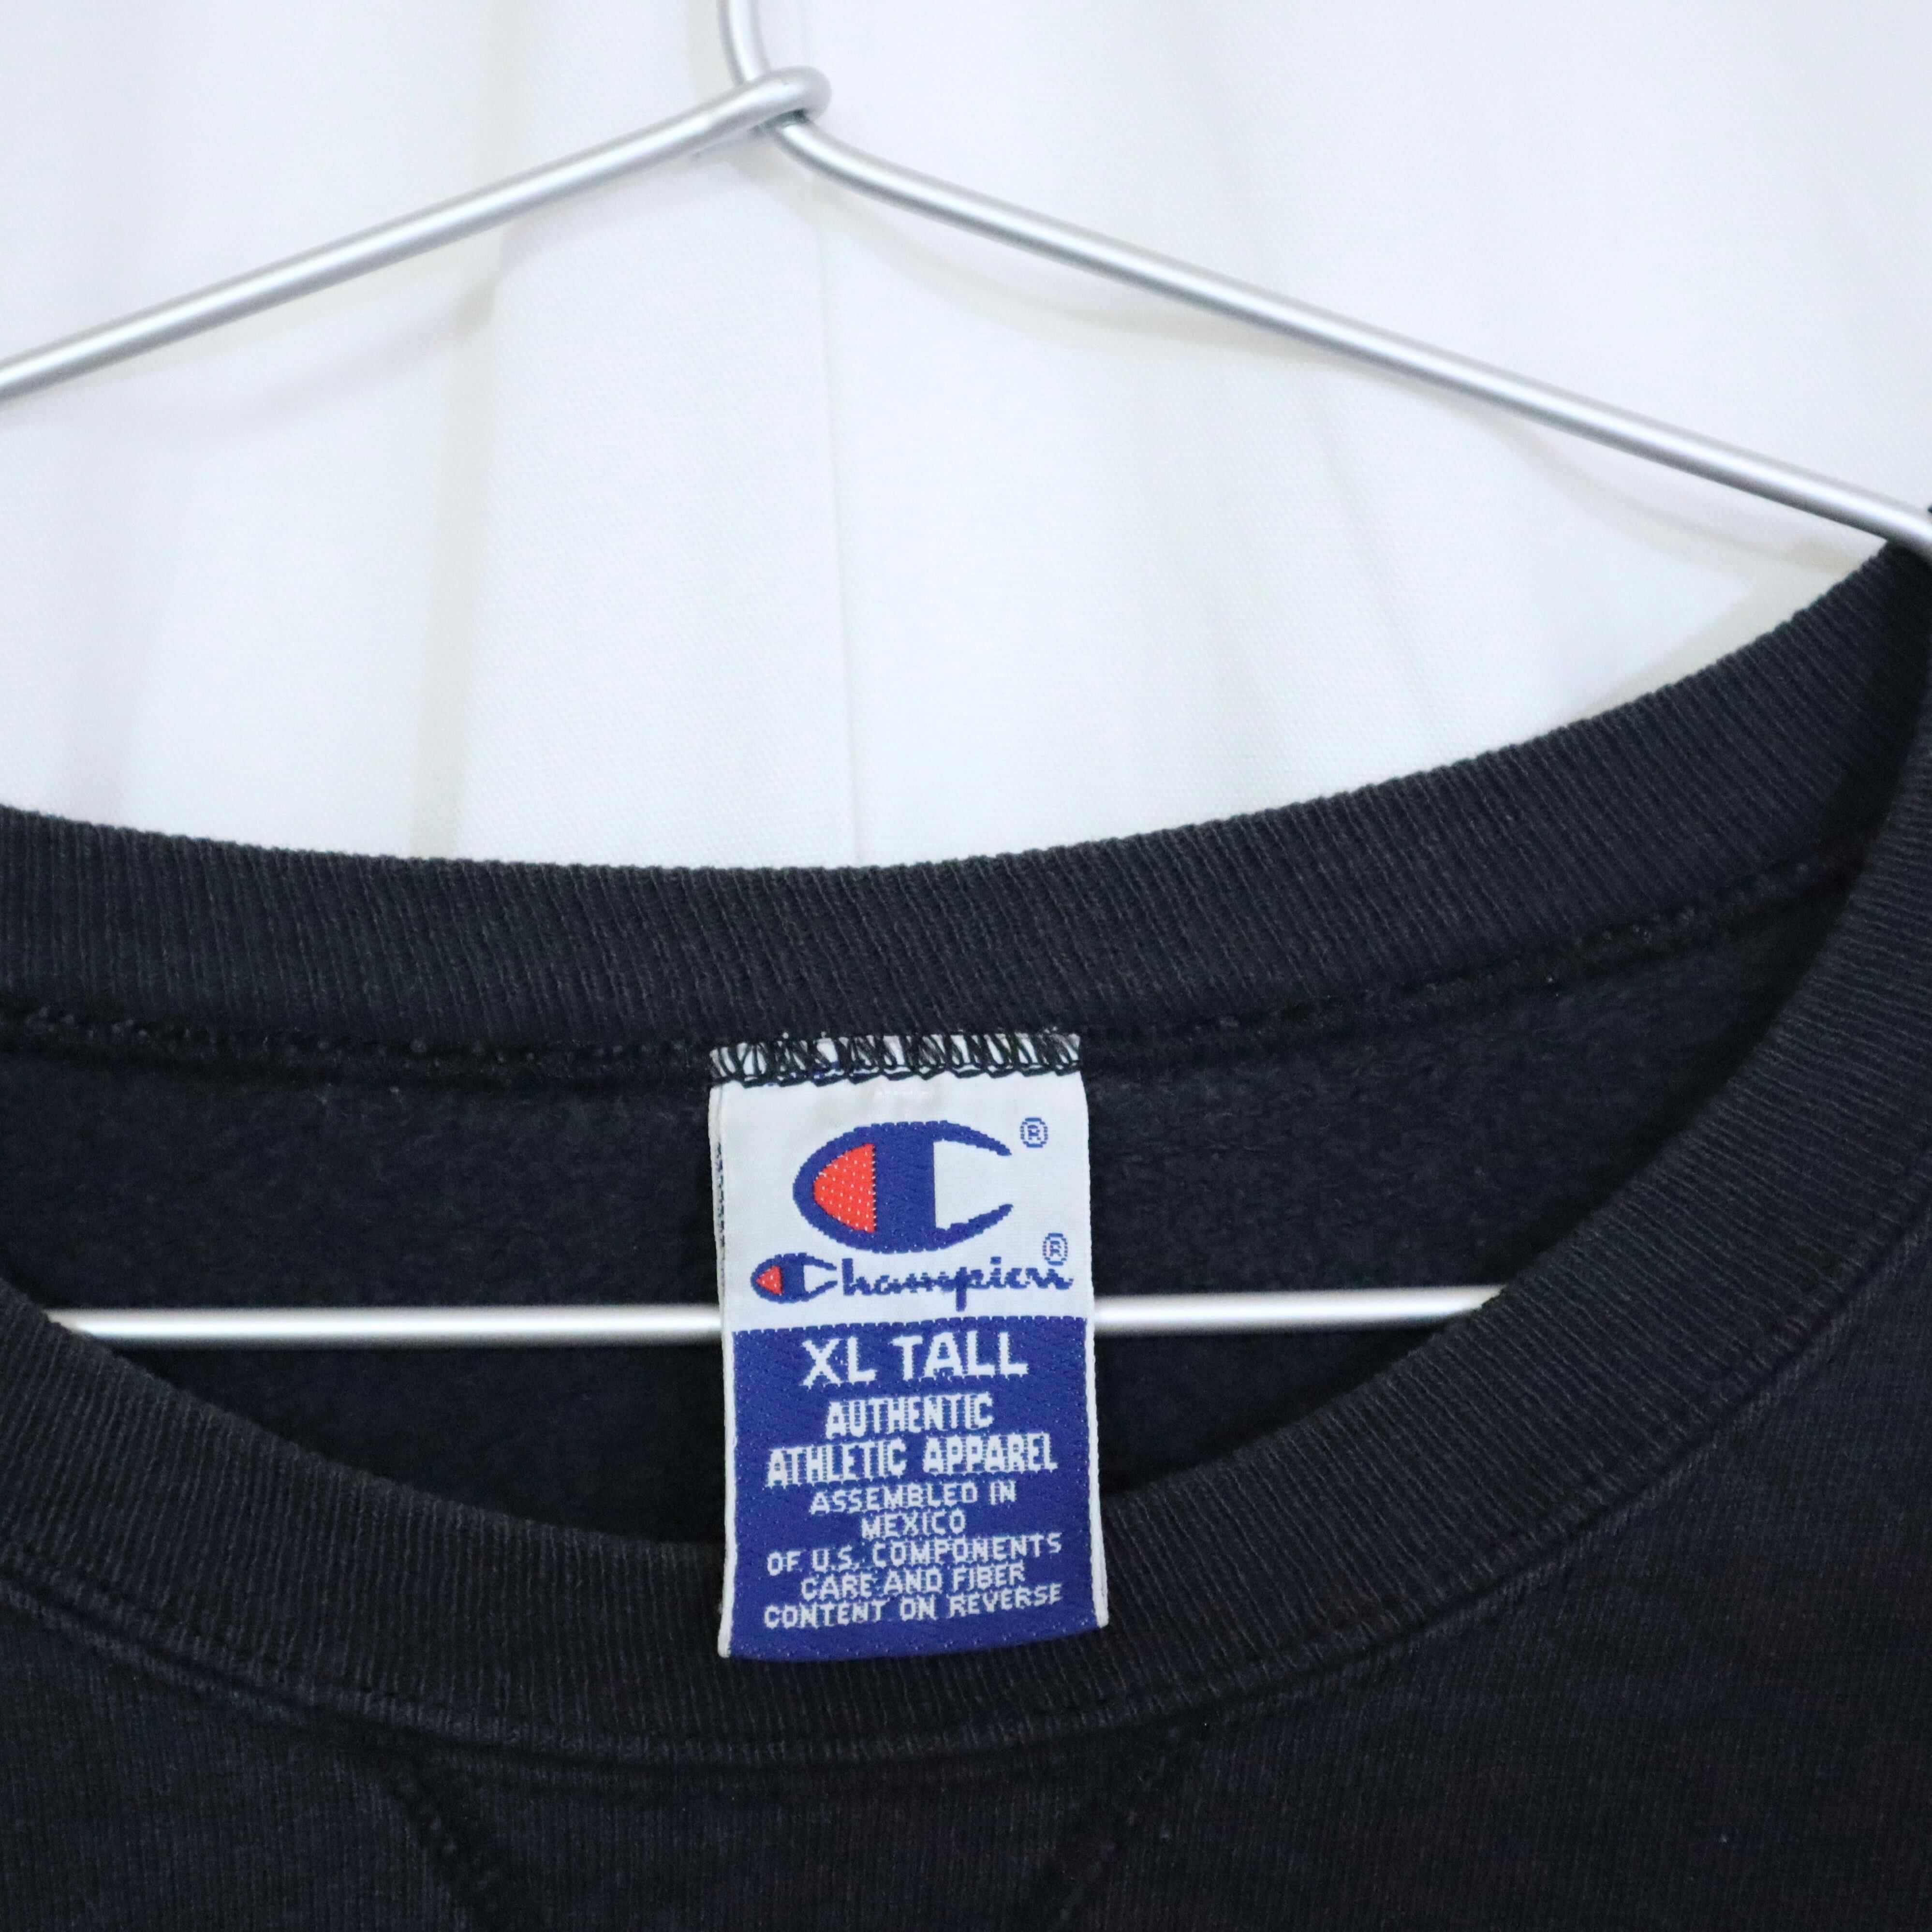 ®
Champion®
XL TALL
AUTHENTIC
ATHLETIC APPAREL
ASSEMBLED IN
MEXICO
OF U.S. COMPONENTS
CARE AND FIBER
CONTENT ON REVERSE